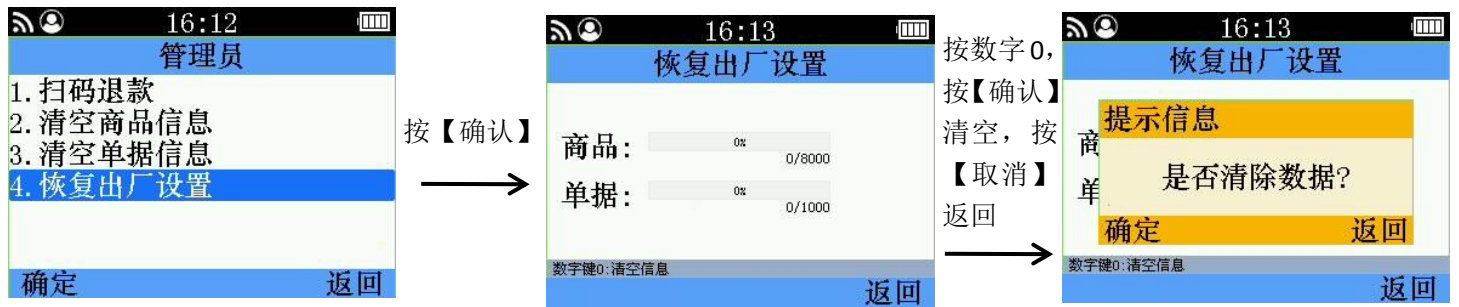 16:12
管理员
1.扫码退款
2.清空商品信息
3.清空单据信息
4.恢复出厂设置
确定 返回
按【确认】
16:13
恢复出厂设置
商品: 0%
0/8000
单据: 0%
0/1000
数字键0:清空信息
返回
按数字0,
按【确认】
清空，按
【取消】
返回
16:13
恢复出厂设置
商
提示信息
单
是否清除数据?
确定 返回
数字键0:清空信息
返回